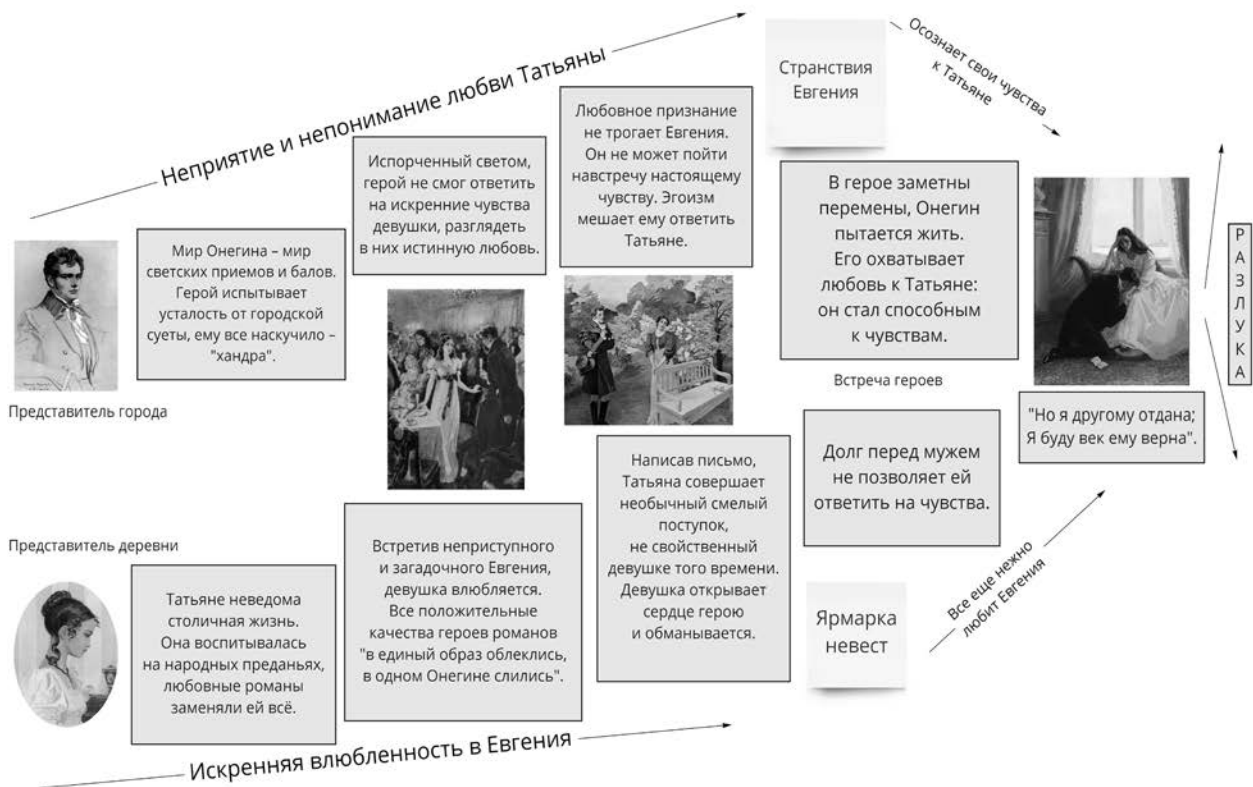 Неприятие и непонимание любви Татьяны
Странствия
Евгения
Осознает свои чувства
к Татьяне
Любовное признание
не трогает Евгения.
Он не может пойти
навстречу настоящему
чувству. Эгоизм
мешает ему ответить
Татьяне.
Испорченный светом,
герой не смог ответить
на искренние чувства
девушки, разглядеть
в них истинную любовь.
Мир Онегина – мир
светских приемов и балов.
Герой испытывает
усталость от городской
суеты, ему все наскучило –
"хандра".
В герое заметны
перемены, Онегин
пытается жить.
Его охватывает
любовь к Татьяне:
он стал способным
к чувствам.
РАЗЛУКА
Представитель города
Встреча героев
"Но я другому отдана;
Я буду век ему верна".
Долг перед мужем
не позволяет ей
ответить на чувства.
Написав письмо,
Татьяна совершает
необычный смелый
поступок,
не свойственный
девушке того времени.
Девушка открывает
сердце герою
и обманывается.
Представитель деревни
Встретив неприступного
и загадочного Евгения,
девушка влюбляется.
Все положительные
качества героев романов
"в единый образ облеклись,
в одном Онегине слились".
Татьяне неведома
столичная жизнь.
Она воспитывалась
на народных преданьях,
любовные романы
заменяли ей всё.
Ярмарка
невест
Все еще нежно
любит Евгения
Искренняя влюбленность в Евгения